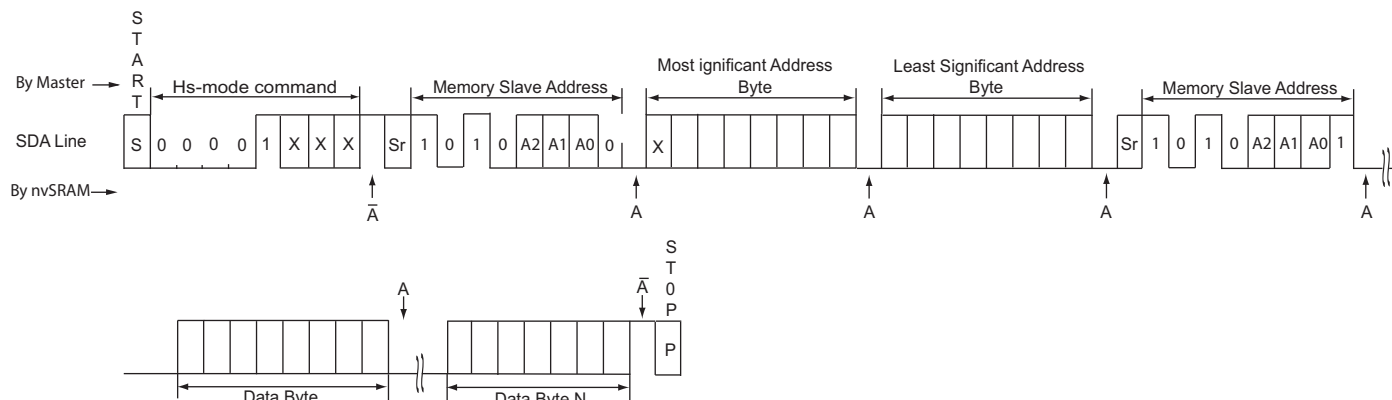 START
By Master
Hs-mode command
Memory Slave Address
Most ignificant Address
Byte
Least Significant Address
Byte
Memory Slave Address
SDA Line
S 0 0 0 0 1 X X X Sr 1 0 1 0 A2 A1 A0 0 X Sr 1 0 1 0 A2 A1 A0 1
By nvSRAM
A̅ A A A A
A A̅
ST0P
P
Data Byte
Data Byte N